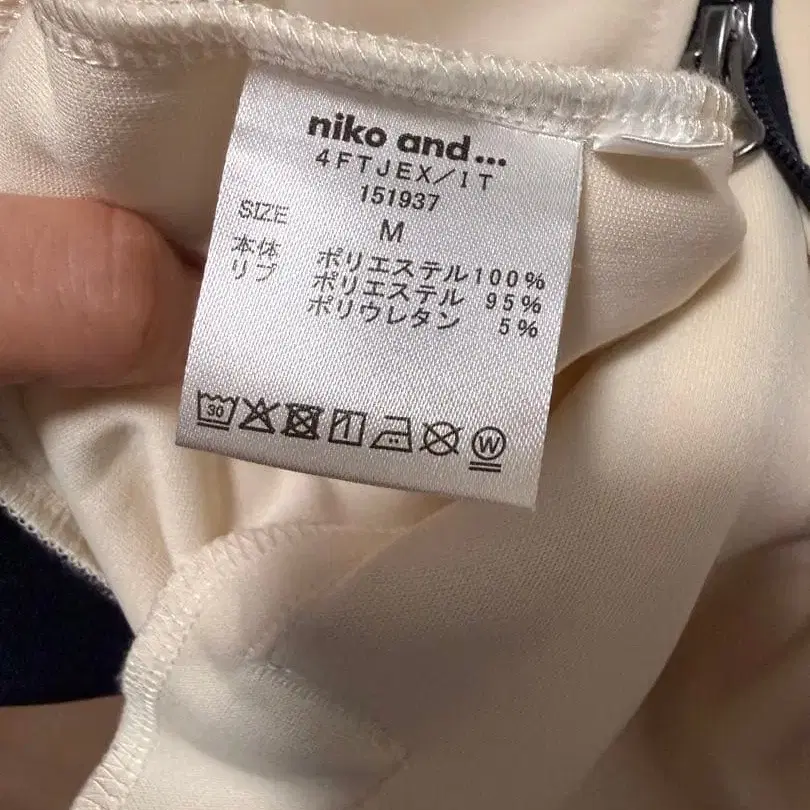 niko and...
4FTJEX/IT
151937
SIZE M
本体 ポリエステル100%
リブ ポリエステル 95%
ポリウレタン 5%
30
W